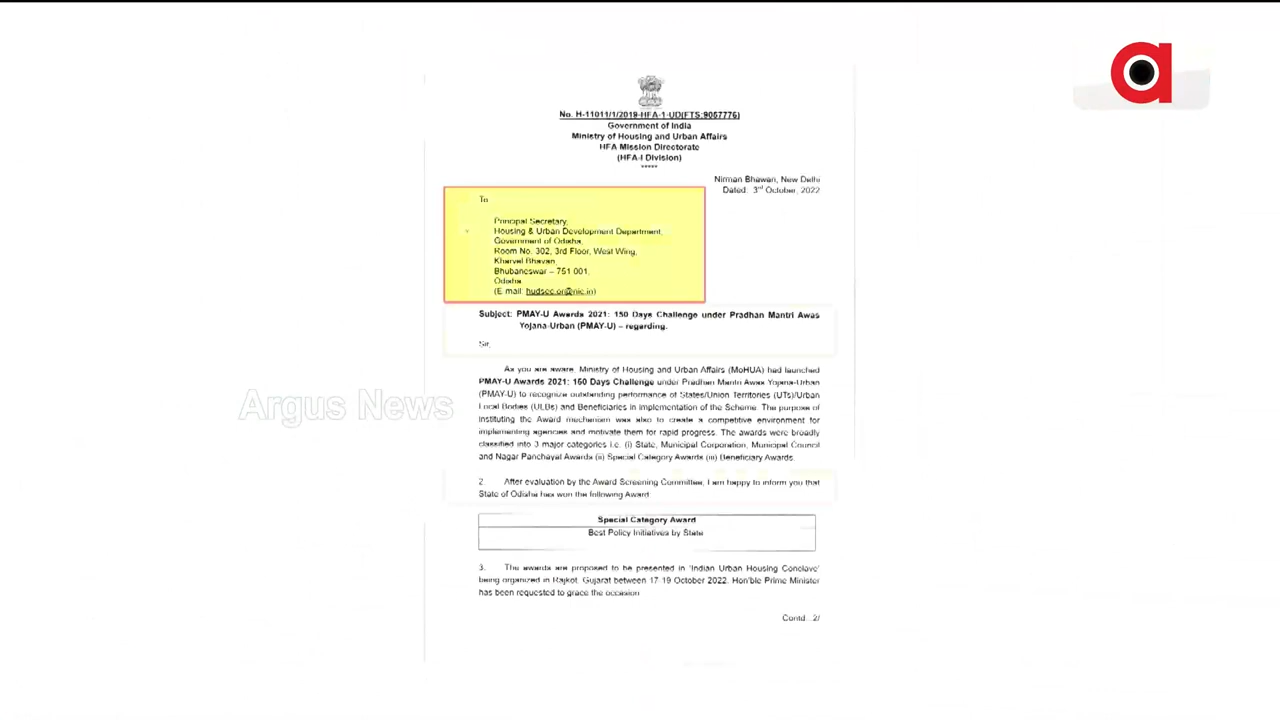 No. H-11011/1/2019-HFA-1-UD(FTS:9057776)
Government of India
Ministry of Housing and Urban Affairs
HFA Mission Directorate
(HFA-I Division)
*****
Nirman Bhawan, New Delhi
Dated: 3rd October, 2022
To
Principal Secretary,
Housing & Urban Development Department,
Government of Odisha,
Room No. 302, 3rd Floor, West Wing,
Kharvel Bhavan,
Bhubaneswar – 751 001,
Odisha
(E mail: hudsec.or@nic.in)
Subject: PMAY-U Awards 2021: 150 Days Challenge under Pradhan Mantri Awas
Yojana-Urban (PMAY-U) – regarding.
Sir,
As you are aware, Ministry of Housing and Urban Affairs (MoHUA) had launched
PMAY-U Awards 2021: 150 Days Challenge under Pradhan Mantri Awas Yojana-Urban
(PMAY-U) to recognize outstanding performance of States/Union Territories (UTs)/Urban
Local Bodies (ULBs) and Beneficiaries in implementation of the Scheme. The purpose of
instituting the Award mechanism was also to create a competitive environment for
implementing agencies and motivate them for rapid progress. The awards were broadly
classified into 3 major categories i.e. (i) State, Municipal Corporation, Municipal Council
and Nagar Panchayat Awards (ii) Special Category Awards (iii) Beneficiary Awards.
Argus News
2. After evaluation by the Award Screening Committee, I am happy to inform you that
State of Odisha has won the following Award
Special Category Award
Best Policy Initiatives by State
3. The awards are proposed to be presented in 'Indian Urban Housing Conclave'
being organized in Rajkot, Gujarat between 17-19 October 2022. Hon'ble Prime Minister
has been requested to grace the occasion
Contd...2/